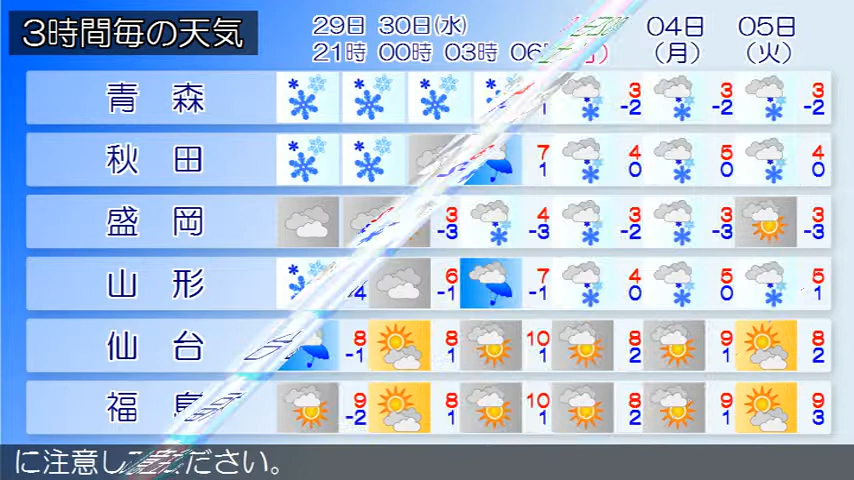 3時間毎の天気
29日 30日(水) 04日 05日
21時 00時 03時 06 (月) (火)
青森 1 3 -2 3 -2 3 -2
秋田 7 1 4 0 5 0 4 0
盛岡 3 -3 4 -3 3 -2 3 -3 3 -3
山形 4 6 -1 7 -1 4 0 5 0 5 1
仙台 8 -1 8 1 10 1 8 2 9 1 8 2
福島 9 -2 8 1 10 1 8 2 9 1 9 3
に注意してください。